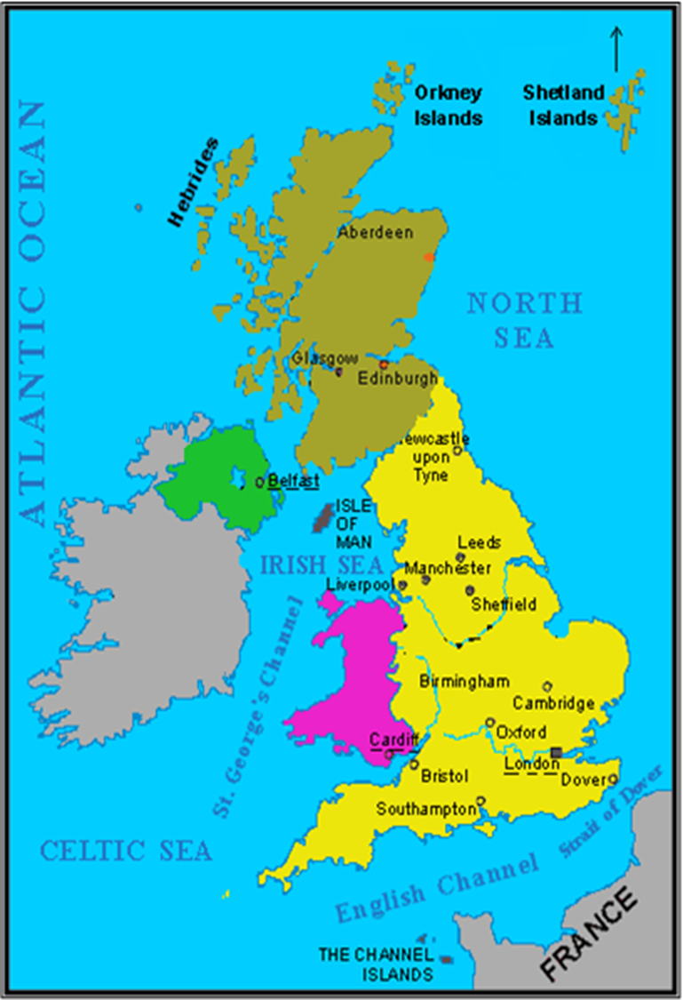 Orkney
Islands
Shetland
Islands
Hebrides
ATLANTIC OCEAN
Aberdeen
NORTH
SEA
Glasgow
Edinburgh
ewcastle
upon
Tyne
Belfast
ISLE
OF
MAN
Leeds
IRISH SEA
Manchester
Liverpool
Sheffield
St. George's Channel
Birmingham
Cambridge
Oxford
Cardiff
London
Bristol
Dover
Southampton
Strait of Dover
CELTIC SEA
English Channel
FRANCE
THE CHANNEL
ISLANDS